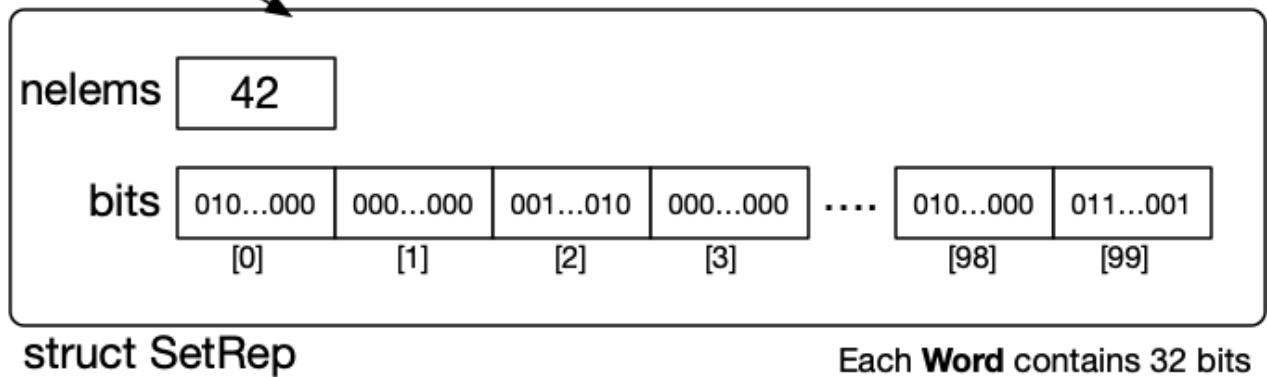 nelems 42
bits 010...000 000...000 001...010 000...000 .... 010...000 011...001
[0] [1] [2] [3] [98] [99]
struct SetRep Each Word contains 32 bits